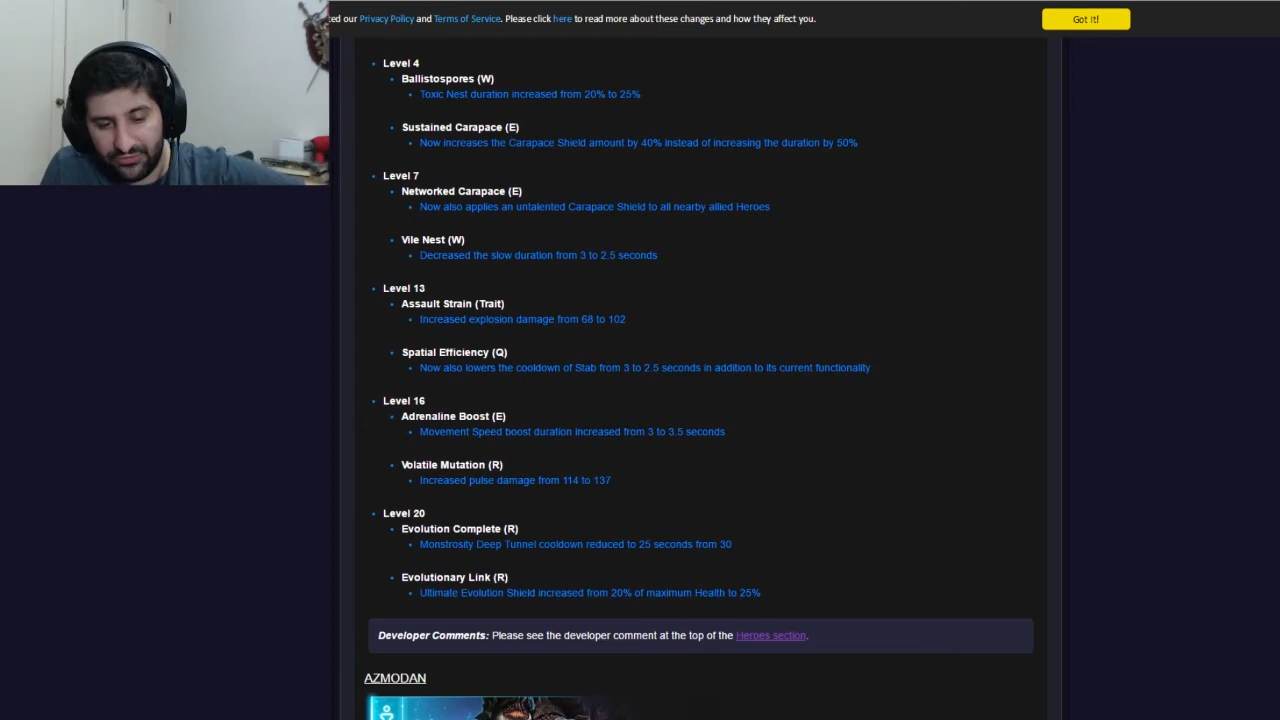 ted our Privacy Policy and Terms of Service. Please click here to read more about these changes and how they affect you.
Got it!
Level 4
Ballistospores (W)
Toxic Nest duration increased from 20% to 25%
Sustained Carapace (E)
Now increases the Carapace Shield amount by 40% instead of increasing the duration by 50%
Level 7
Networked Carapace (E)
Now also applies an untalented Carapace Shield to all nearby allied Heroes
Vile Nest (W)
Decreased the slow duration from 3 to 2.5 seconds
Level 13
Assault Strain (Trait)
Increased explosion damage from 68 to 102
Spatial Efficiency (Q)
Now also lowers the cooldown of Stab from 3 to 2.5 seconds in addition to its current functionality
Level 16
Adrenaline Boost (E)
Movement Speed boost duration increased from 3 to 3.5 seconds
Volatile Mutation (R)
Increased pulse damage from 114 to 137
Level 20
Evolution Complete (R)
Monstrosity Deep Tunnel cooldown reduced to 25 seconds from 30
Evolutionary Link (R)
Ultimate Evolution Shield increased from 20% of maximum Health to 25%
Developer Comments: Please see the developer comment at the top of the Heroes section.
AZMODAN